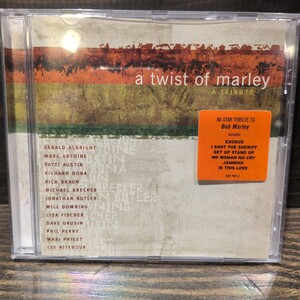 a twist of marley
A TRIBUTE
All-STAR TRIBUTE TO
Bob Marley
EXODUS
I SHOT THE SHERIFF
GET UP STAND UP
NO WOMAN NO CRY
JAMMING
IS THIS LOVE
GERALD ALBRIGHT
MARC ANTOINE
PATTI AUSTIN
RICHARD BONA
RICK BRAUN
MICHAEL BRECKER
JONATHAN BUTLER
WILL DOWNING
LISA FISCHER
DAVE GRUSIN
PHIL PERRY
MAXI PRIEST
LEE RITENOUR